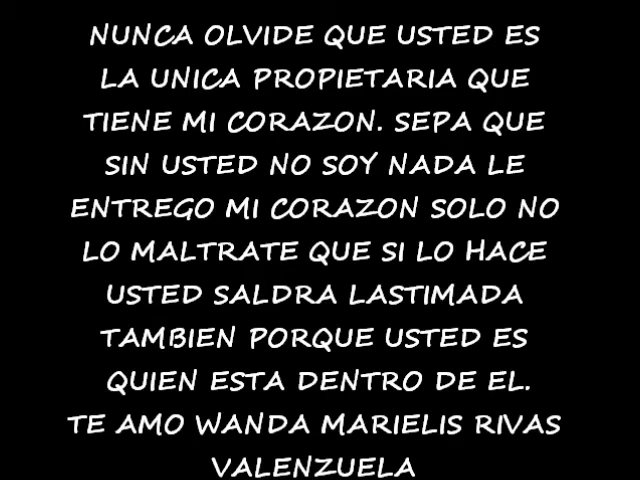 NUNCA OLVIDE QUE USTED ES
LA UNICA PROPIETARIA QUE
TIENE MI CORAZON. SEPA QUE
SIN USTED NO SOY NADA LE
ENTREGO MI CORAZON SOLO NO
LO MALTRATE QUE SI LO HACE
USTED SALDRA LASTIMADA
TAMBIEN PORQUE USTED ES
QUIEN ESTA DENTRO DE EL.
TE AMO WANDA MARIELIS RIVAS
VALENZUELA